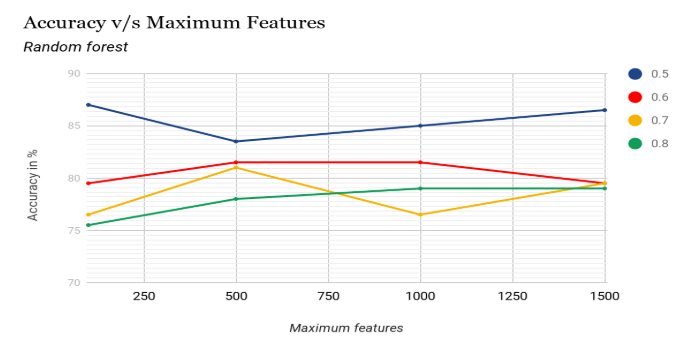 Accuracy v/s Maximum Features
Random forest
90
85
80
75
70
Accuracy in %
250 500 750 1000 1250 1500
Maximum features
0.5
0.6
0.7
0.8